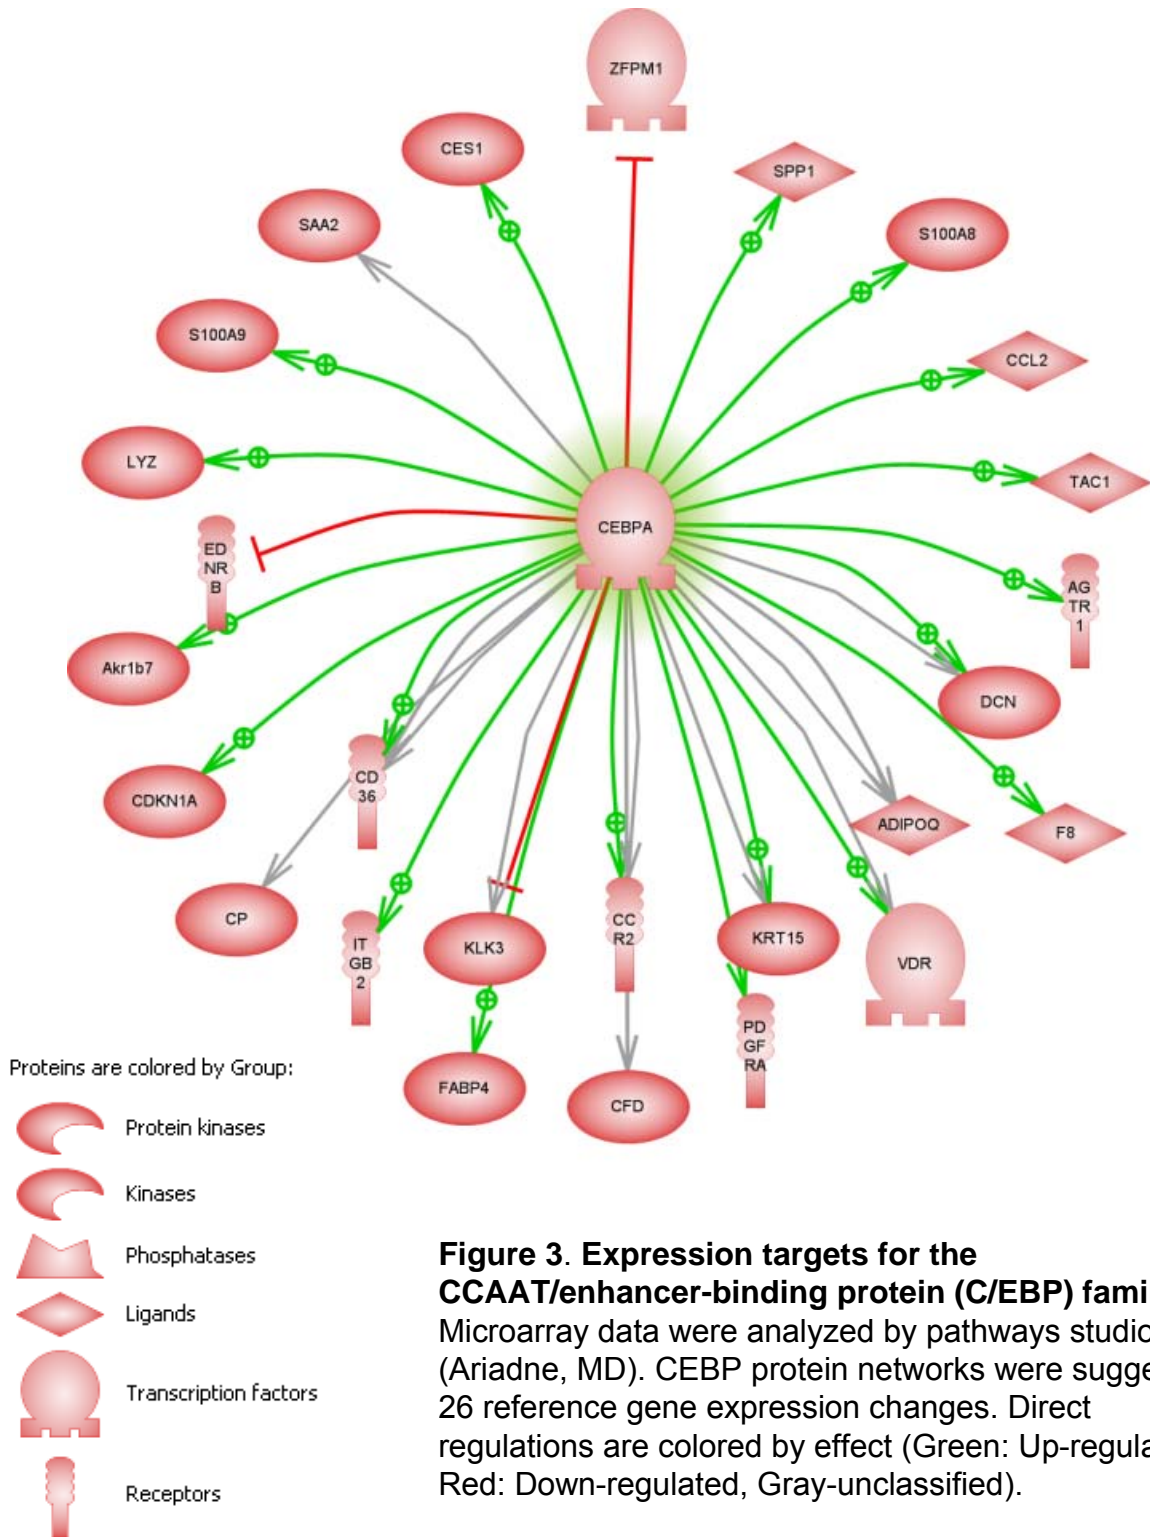 ZFPM1
CES1
SPP1
SAA2
S100A8
S100A9
CCL2
LYZ
TAC1
CEBPA
ED
NR
B
AG
TR
1
Akr1b7
DCN
CD
36
CDKN1A
ADIPOQ
F8
CP
IT
GB
2
KLK3
CC
R2
KRT15
VDR
PD
GF
RA
FABP4
CFD
Proteins are colored by Group:
Protein kinases
Kinases
Phosphatases
Ligands
Transcription factors
Receptors
Figure 3. Expression targets for the
CCAAT/enhancer-binding protein (C/EBP) fami
Microarray data were analyzed by pathways studio
(Ariadne, MD). CEBP protein networks were sugge
26 reference gene expression changes. Direct
regulations are colored by effect (Green: Up-regula
Red: Down-regulated, Gray-unclassified).